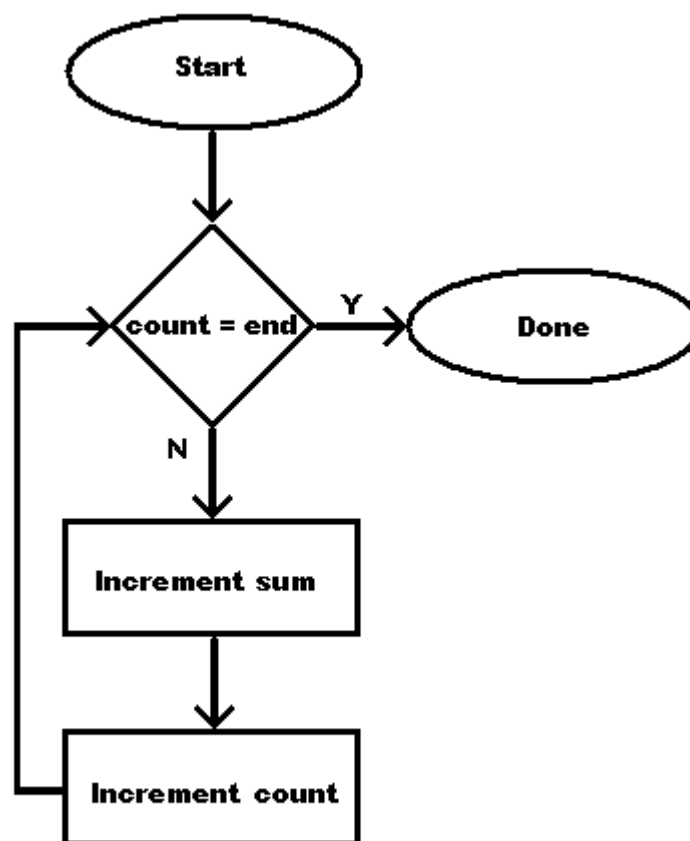 Start
count = end
Y
Done
N
Increment sum
Increment count